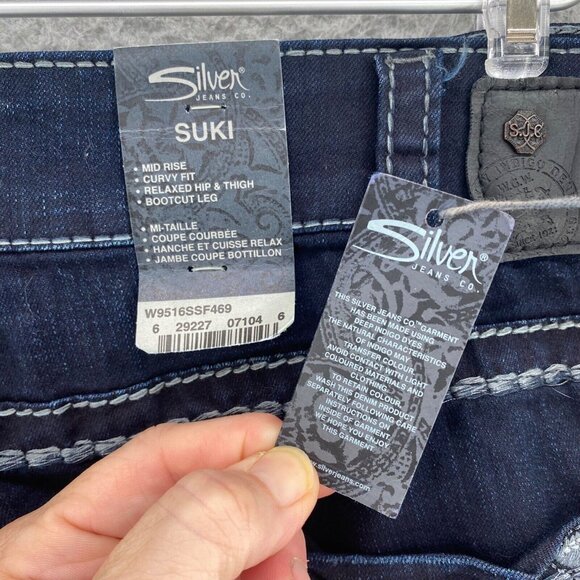 Silver®
JEANS CO.
SUKI
• MID RISE
• CURVY FIT
• RELAXED HIP & THIGH
• BOOTCUT LEG
• MI-TAILLE
• COUPE COURBÉE
• HANCHE ET CUISSE RELAX
• JAMBE COUPE BOTTILLON
W9516SSF469
6 29227 07104 6
S.J.C
W.G.W.
Silver®
JEANS CO.
THIS SILVER JEANS CO.™ GARMENT
HAS BEEN MADE USING
DEEP INDIGO DYES.
THE NATURAL CHARACTERISTICS
OF INDIGO MAY
TRANSFER COLOUR.
AVOID CONTACT WITH LIGHT
COLOURED MATERIALS AND
CLOTHING.
TO RETAIN COLOUR,
WASH THIS DENIM PRODUCT
SEPARATELY FOLLOWING CARE
INSTRUCTIONS ON
INSIDE OF GARMENT.
WE HOPE YOU ENJOY
THIS GARMENT
www.silverjeans.com